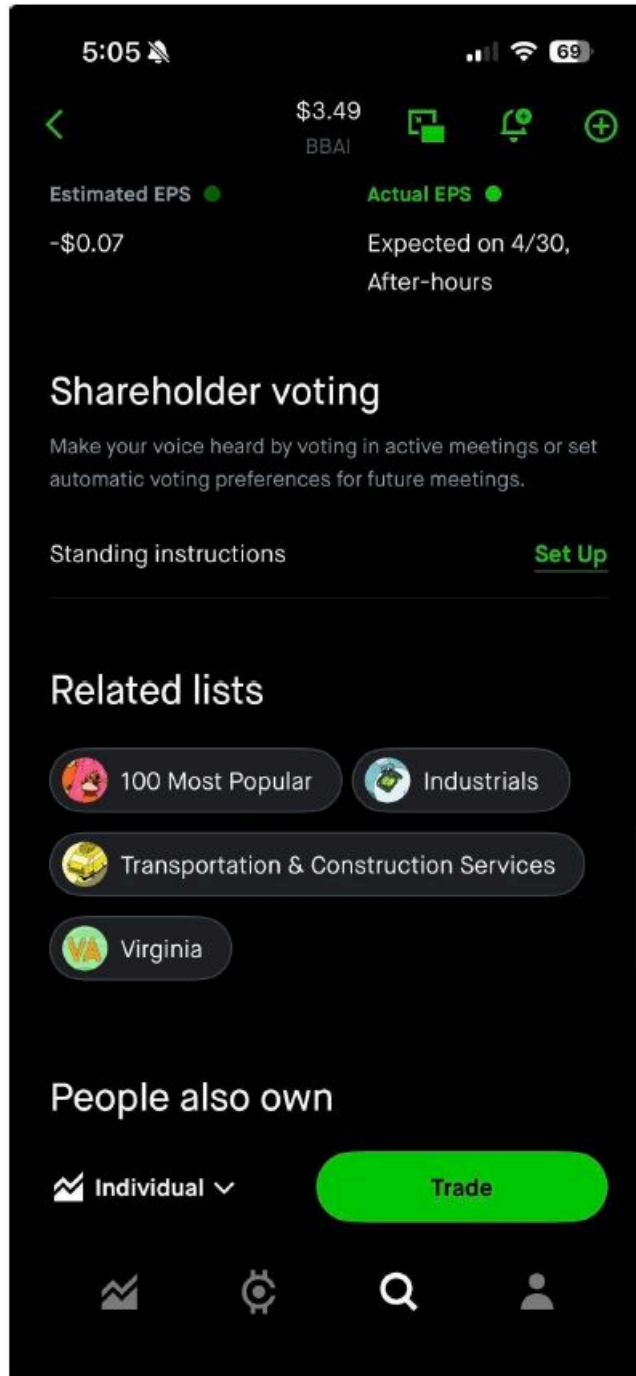 5:05
69
$3.49
BBAI
Estimated EPS
Actual EPS
-$0.07
Expected on 4/30,
After-hours
Shareholder voting
Make your voice heard by voting in active meetings or set
automatic voting preferences for future meetings.
Standing instructions
Set Up
Related lists
100 Most Popular
Industrials
Transportation & Construction Services
VA
Virginia
People also own
Individual
Trade